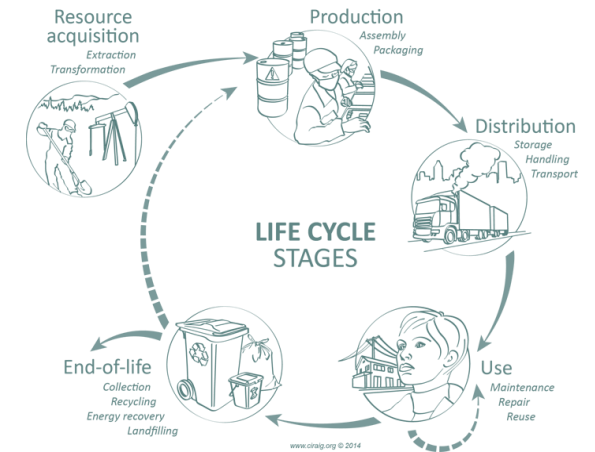 Resource
acquisition
Extraction
Transformation
Production
Assembly
Packaging
Distribution
Storage
Handling
Transport
LIFE CYCLE
STAGES
Use
Maintenance
Repair
Reuse
End-of-life
Collection
Recycling
Energy recovery
Landfilling
www.ciraig.org © 2014